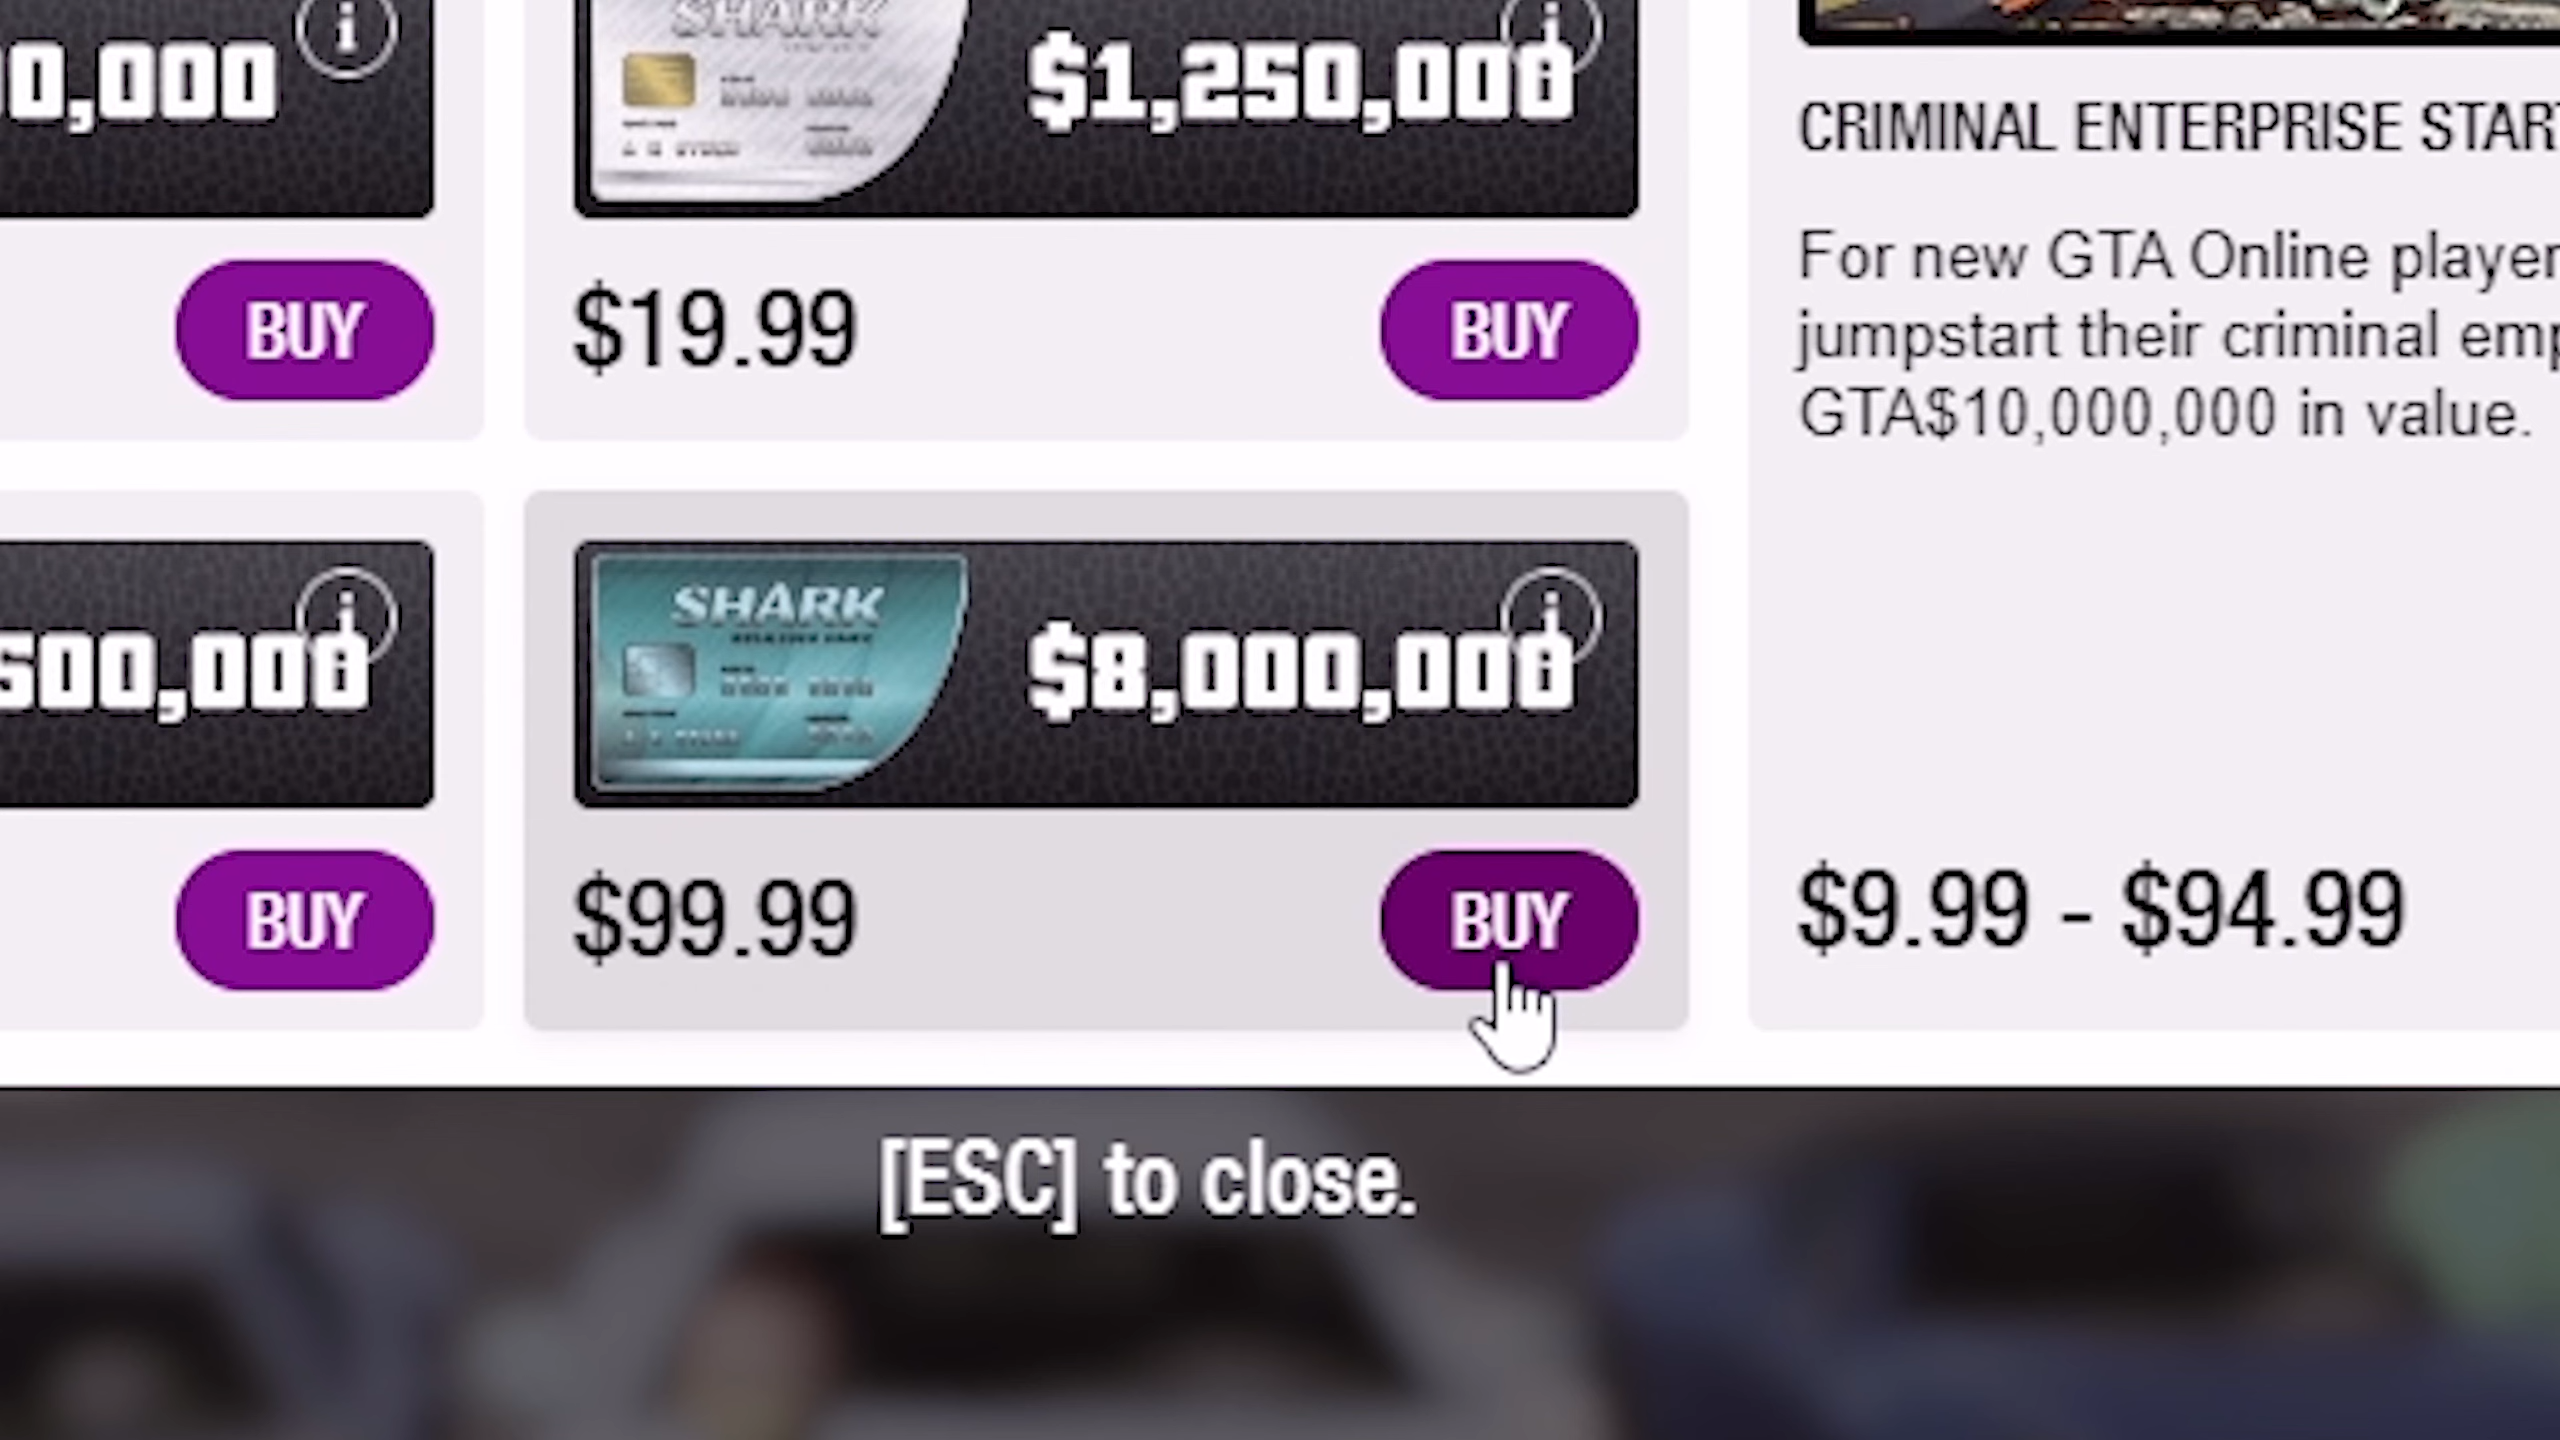 0,000
SHARK
$1,250,000
BUY
$19.99
BUY
CRIMINAL ENTERPRISE START
For new GTA Online player
jumpstart their criminal emp
GTA$10,000,000 in value.
500,000
SHARK
$8,000,000
BUY
$99.99
BUY
$9.99 - $94.99
[ESC] to close.